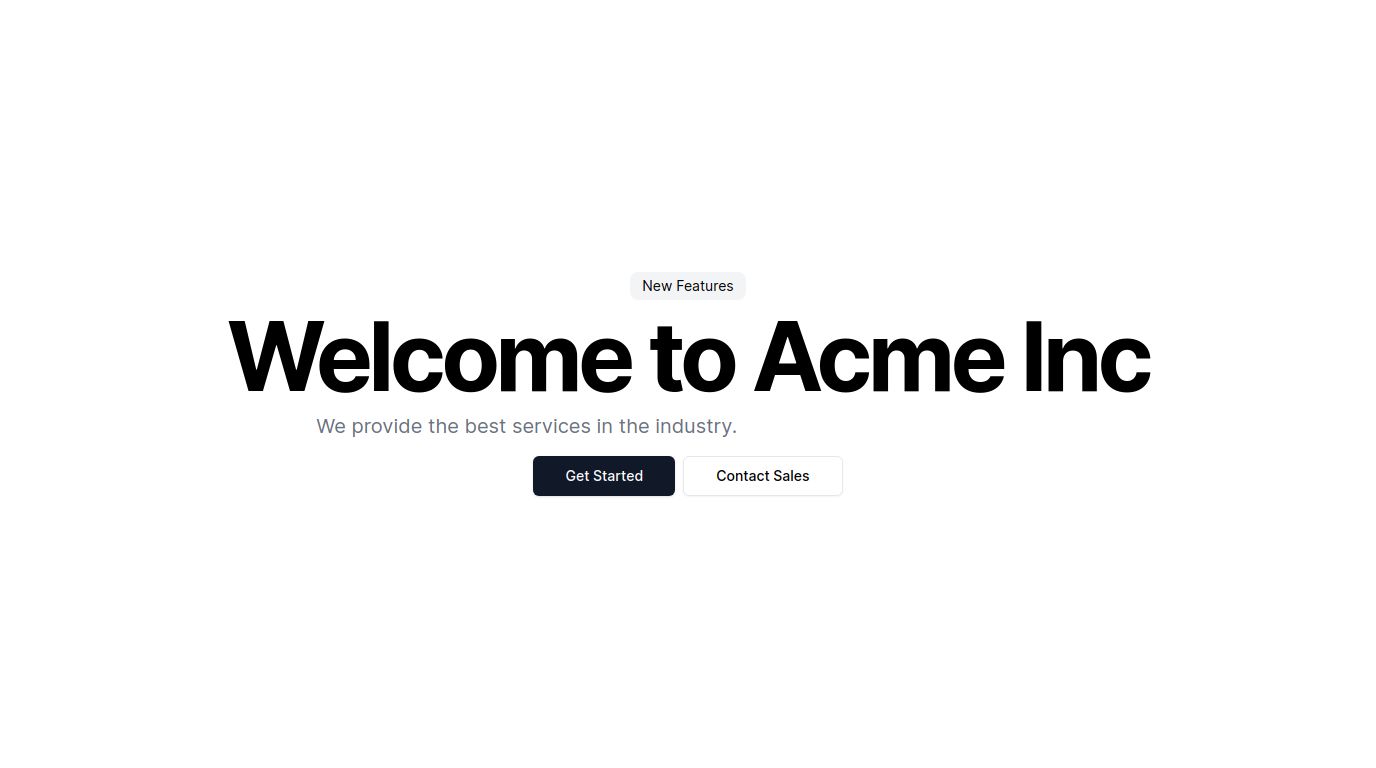 New Features
Welcome to Acme Inc
We provide the best services in the industry.
Get Started
Contact Sales